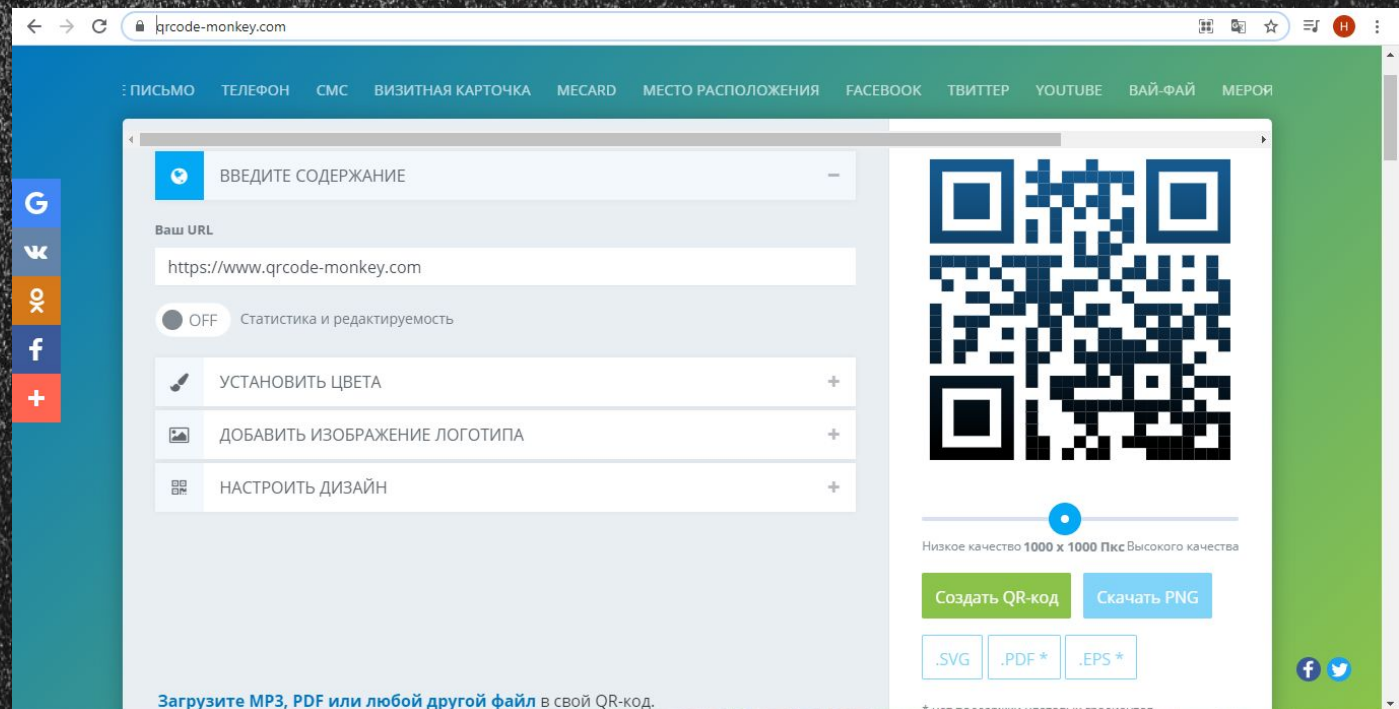 qrcode-monkey.com
Е ПИСЬМО ТЕЛЕФОН СМС ВИЗИТНАЯ КАРТОЧКА MECARD МЕСТО РАСПОЛОЖЕНИЯ FACEBOOK ТВИТТЕР YOUTUBE ВАЙ-ФАЙ МЕРОЯ
ВВЕДИТЕ СОДЕРЖАНИЕ
Ваш URL
https://www.qrcode-monkey.com
OFF Статистика и редактируемость
УСТАНОВИТЬ ЦВЕТА
ДОБАВИТЬ ИЗОБРАЖЕНИЕ ЛОГОТИПА
НАСТРОИТЬ ДИЗАЙН
Загрузите MP3, PDF или любой другой файл в свой QR-код.
Низкое качество 1000 x 1000 Пкс Высокого качества
Создать QR-код Скачать PNG
.SVG .PDF * .EPS *